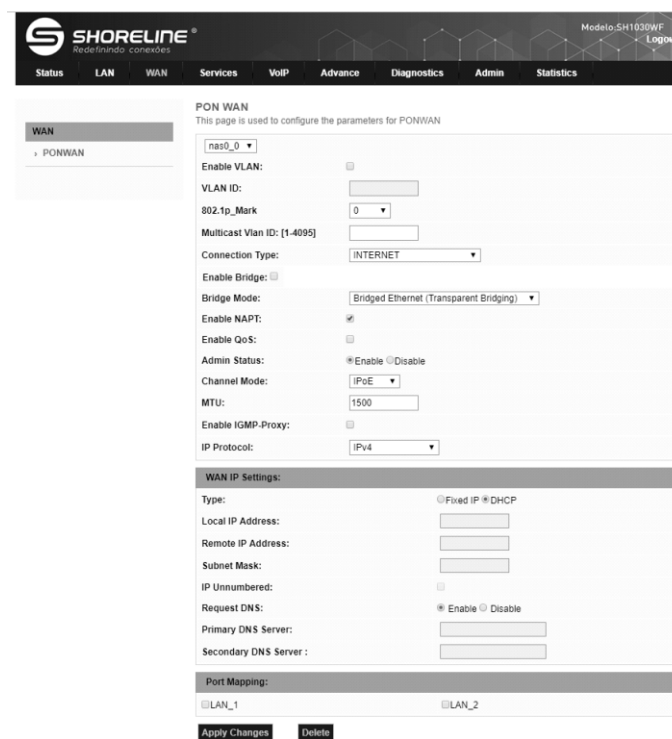 SHORELINE®
Redefinindo conexões
Modelo:SH1030WF
Logou
Status LAN WAN Services VoIP Advance Diagnostics Admin Statistics
WAN
› PONWAN
PON WAN
This page is used to configure the parameters for PONWAN
nas0_0
Enable VLAN:
VLAN ID:
802.1p_Mark 0
Multicast Vlan ID: [1-4095]
Connection Type: INTERNET
Enable Bridge:
Bridge Mode: Bridged Ethernet (Transparent Bridging)
Enable NAPT:
Enable QoS:
Admin Status: Enable Disable
Channel Mode: IPoE
MTU: 1500
Enable IGMP-Proxy:
IP Protocol: IPv4
WAN IP Settings:
Type: Fixed IP DHCP
Local IP Address:
Remote IP Address:
Subnet Mask:
IP Unnumbered:
Request DNS: Enable Disable
Primary DNS Server:
Secondary DNS Server :
Port Mapping:
LAN_1 LAN_2
Apply Changes Delete